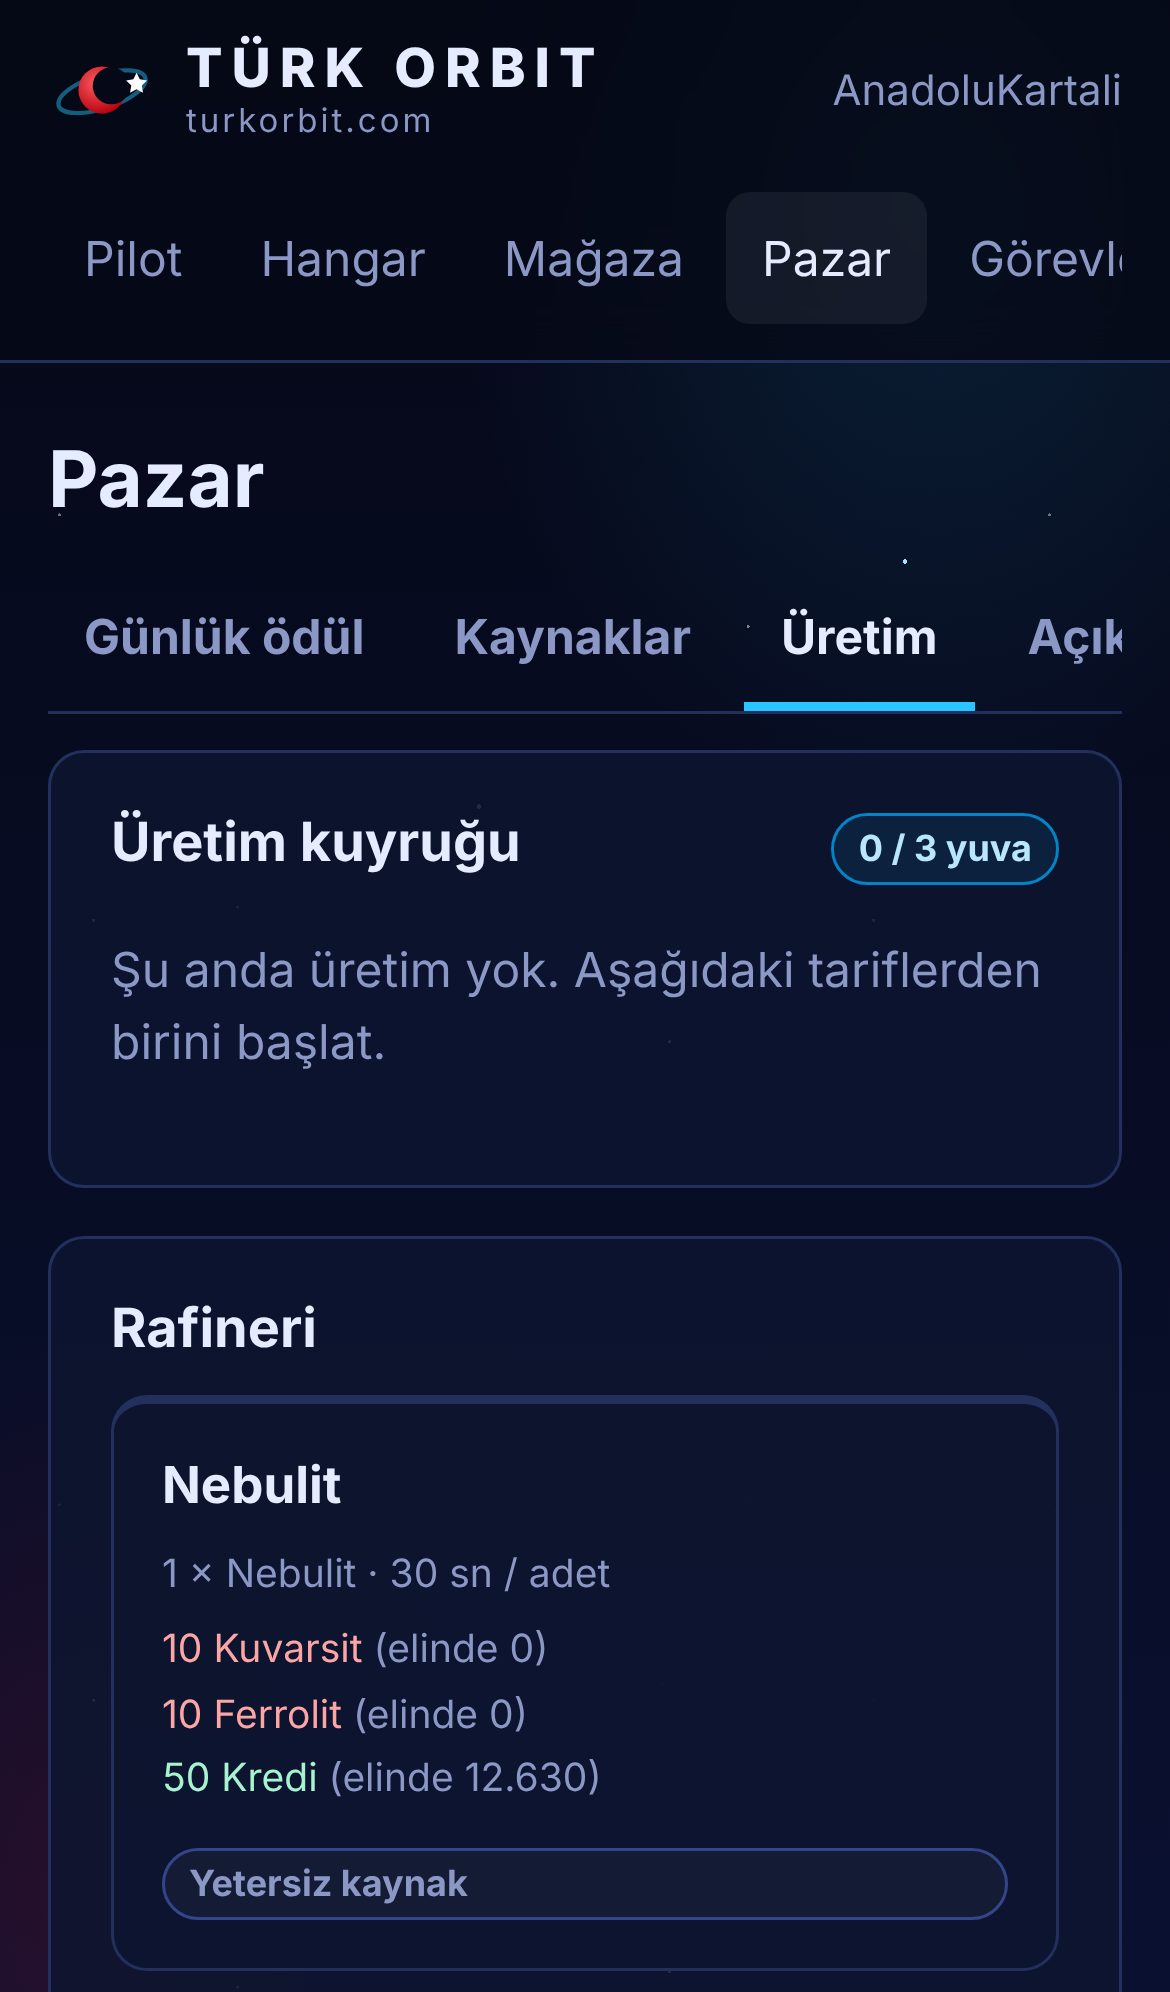 TÜRK ORBIT
turkorbit.com
AnadoluKartali
Pilot Hangar Mağaza Pazar
Pazar
Günlük ödül Kaynaklar Üretim
Üretim kuyruğu
0 / 3 yuva
Şu anda üretim yok. Aşağıdaki tariflerden
birini başlat.
Rafineri
Nebulit
1 × Nebulit · 30 sn / adet
10 Kuvarsit (elinde 0)
10 Ferrolit (elinde 0)
50 Kredi (elinde 12.630)
Yetersiz kaynak